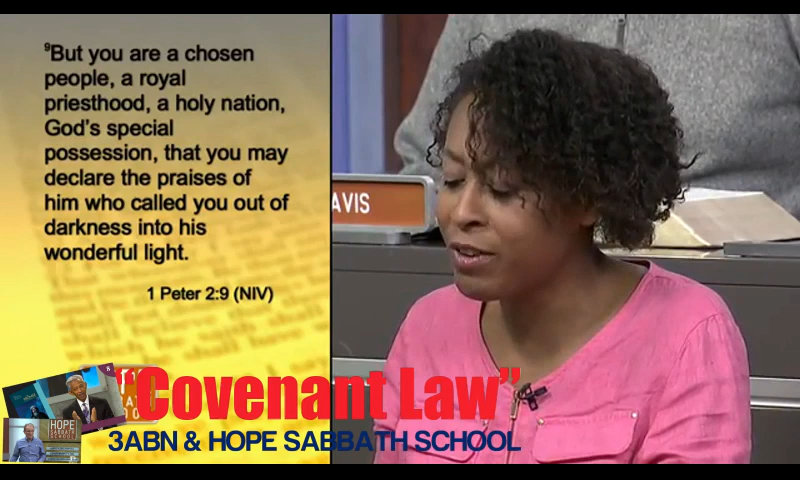 ⁹But you are a chosen
people, a royal
priesthood, a holy nation,
God's special
possession, that you may
declare the praises of
him who called you out of
darkness into his
wonderful light.
1 Peter 2:9 (NIV)
AVIS
"Covenant Law"
3ABN & HOPE SABBATH SCHOOL
HOPE
SABBATH
SCHOOL